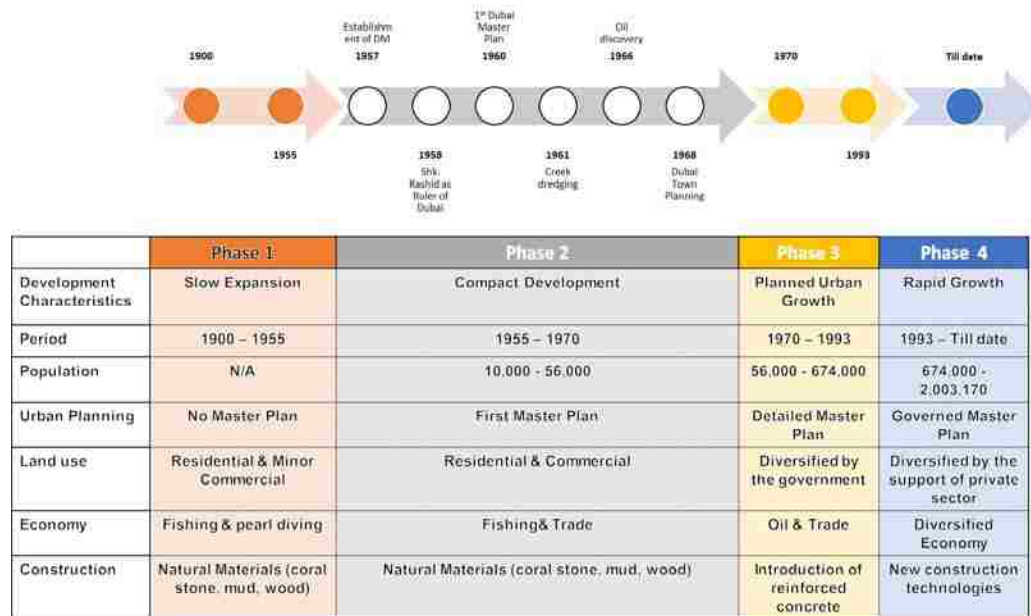 Establishm
ent of DM
1st Dubai
Master
Plan
Oil
discovery
1900
1957
1960
1966
1970
Till date
1955
1958
1961
1968
1993
Shk.
Rashid as
Ruler of
Dubai
Creek
dredging
Dubai
Town
Planning
Phase 1
Phase 2
Phase 3
Phase 4
Development
Characteristics
Slow Expansion
Compact Development
Planned Urban
Growth
Rapid Growth
Period
1900 – 1955
1955 – 1970
1970 – 1993
1993 – Till date
Population
N/A
10,000 - 56,000
56,000 - 674,000
674,000 -
2,003,170
Urban Planning
No Master Plan
First Master Plan
Detailed Master
Plan
Governed Master
Plan
Land use
Residential & Minor
Commercial
Residential & Commercial
Diversified by
the government
Diversified by the
support of private
sector
Economy
Fishing & pearl diving
Fishing& Trade
Oil & Trade
Diversified
Economy
Construction
Natural Materials (coral
stone, mud, wood)
Natural Materials (coral stone, mud, wood)
Introduction of
reinforced
concrete
New construction
technologies